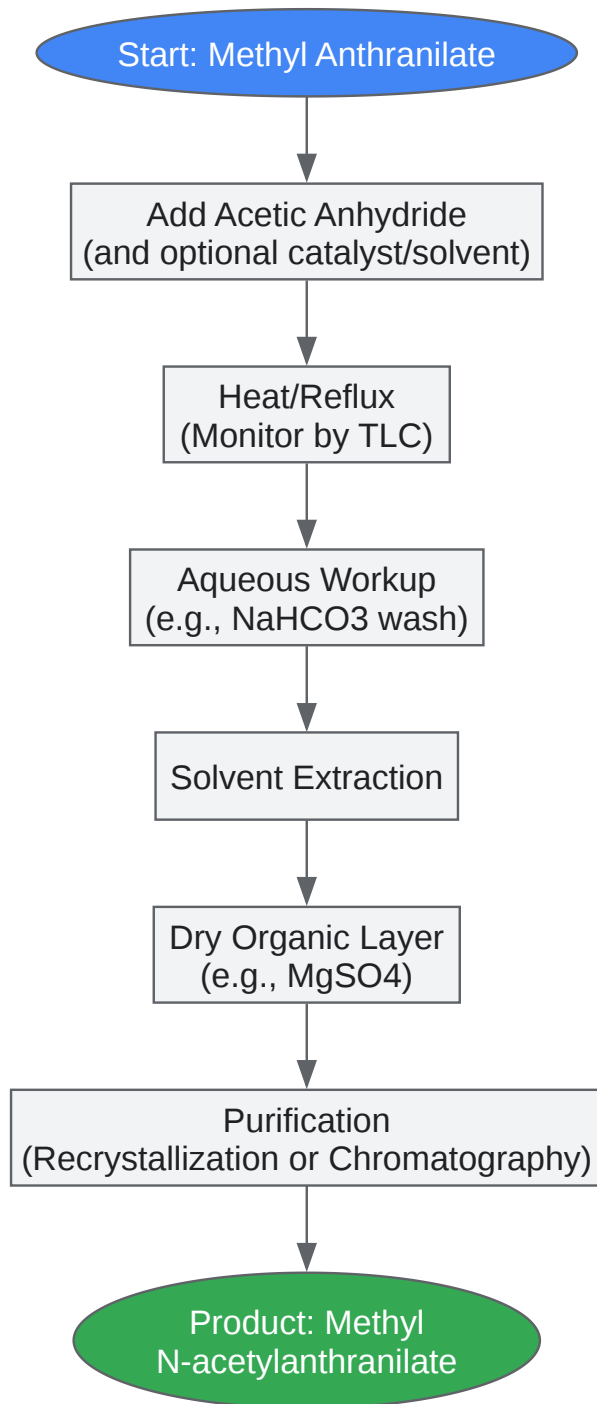 Start: Methyl Anthranilate
Add Acetic Anhydride
(and optional catalyst/solvent)
Heat/Reflux
(Monitor by TLC)
Aqueous Workup
(e.g., NaHCO3 wash)
Solvent Extraction
Dry Organic Layer
(e.g., MgSO4)
Purification
(Recrystallization or Chromatography)
Product: Methyl
N-acetylanthranilate